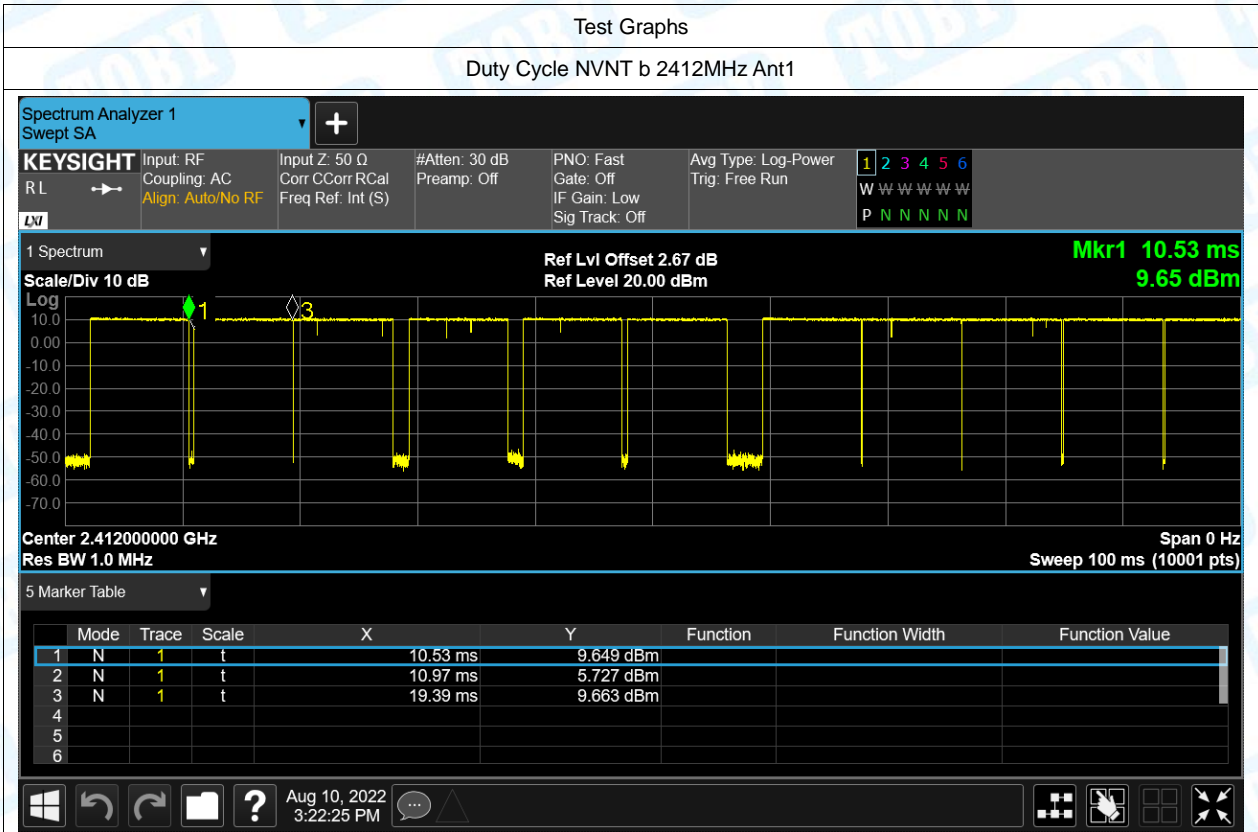 Test Graphs
Duty Cycle NVNT b 2412MHz Ant1
Spectrum Analyzer 1
Swept SA
KEYSIGHT Input: RF Input Z: 50 Ω #Atten: 30 dB PNO: Fast Avg Type: Log-Power 1 2 3 4 5 6
RL Coupling: AC Corr CCorr RCal Preamp: Off Gate: Off Trig: Free Run
Align: Auto/No RF Freq Ref: Int (S) IF Gain: Low W W W W W W
LXI Sig Track: Off P N N N N N
1 Spectrum Ref Lvl Offset 2.67 dB Mkr1 10.53 ms
Scale/Div 10 dB Ref Level 20.00 dBm 9.65 dBm
Log
1 3
10.0
0.00
-10.0
-20.0
-30.0
-40.0
-50.0
-60.0
-70.0
Center 2.412000000 GHz Span 0 Hz
Res BW 1.0 MHz Sweep 100 ms (10001 pts)
5 Marker Table
Mode Trace Scale X Y Function Function Width Function Value
1 N 1 t 10.53 ms 9.649 dBm
2 N 1 t 10.97 ms 5.727 dBm
3 N 1 t 19.39 ms 9.663 dBm
4
5
6
? Aug 10, 2022
3:22:25 PM
TOBY